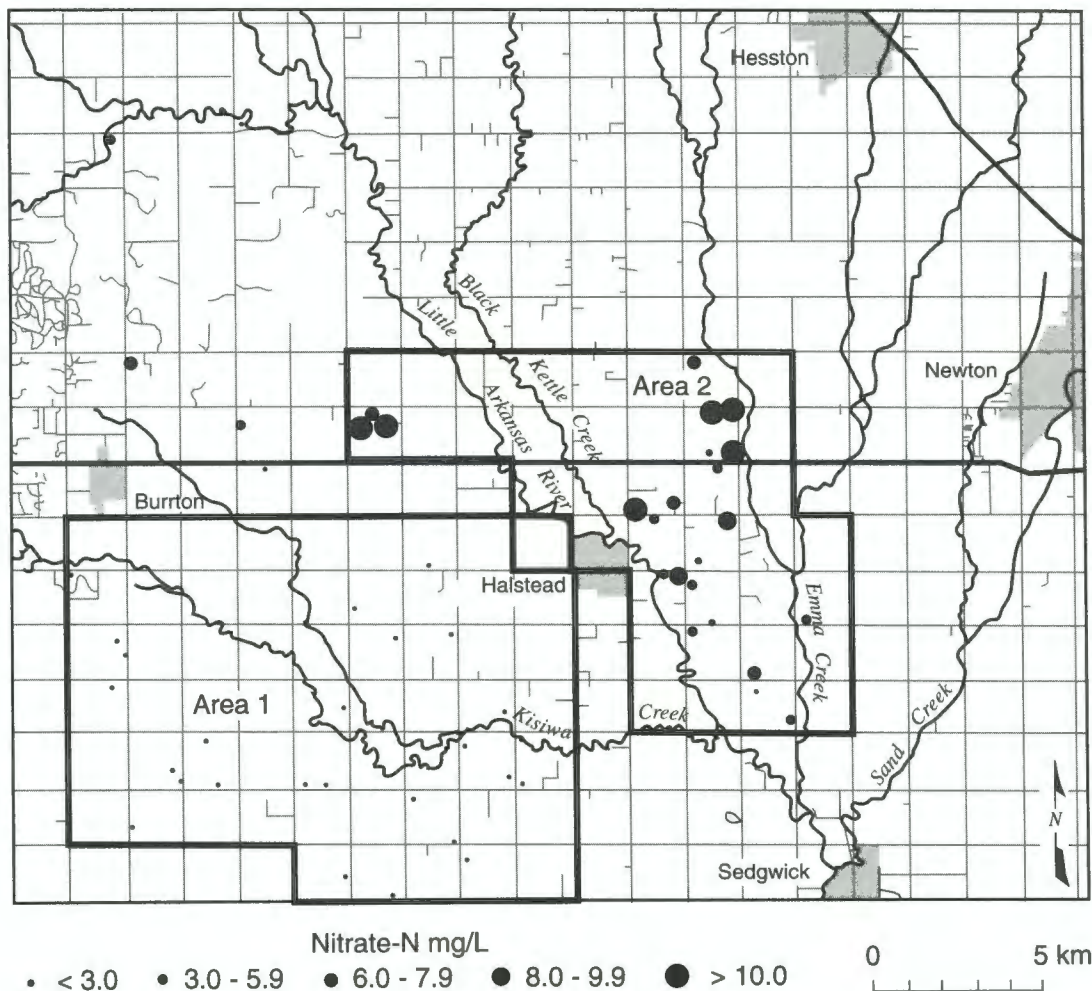 Hesston
Black
Little
Kettle
Area 2
Newton
Arkansas
Creek
River
Burrton
Halstead
Emma
Creek
Area 1
Kisiwa
Creek
Creek
Sand
N
Sedgwick
Nitrate-N mg/L
< 3.0
3.0 - 5.9
6.0 - 7.9
8.0 - 9.9
> 10.0
0
5 km